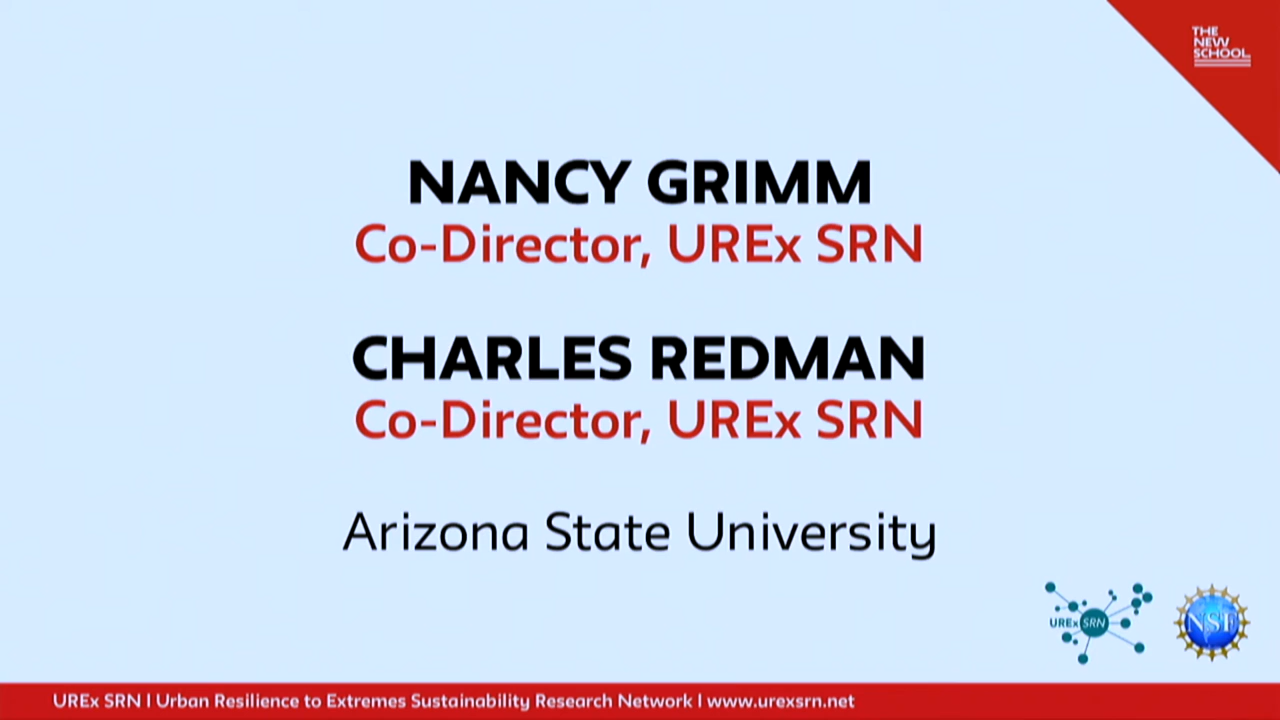 THE
NEW
SCHOOL
NANCY GRIMM
Co-Director, UREx SRN
CHARLES REDMAN
Co-Director, UREx SRN
Arizona State University
UREx SRN
NSF
UREx SRN | Urban Resilience to Extremes Sustainability Research Network | www.urexsrn.net